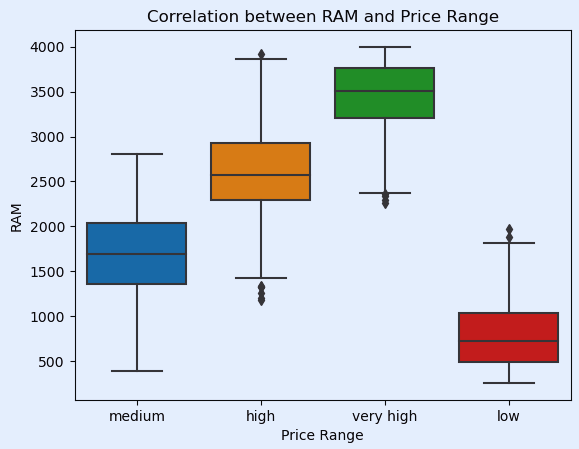 Correlation between RAM and Price Range
4000
3500
3000
2500
2000
1500
1000
500
RAM
medium high very high low
Price Range